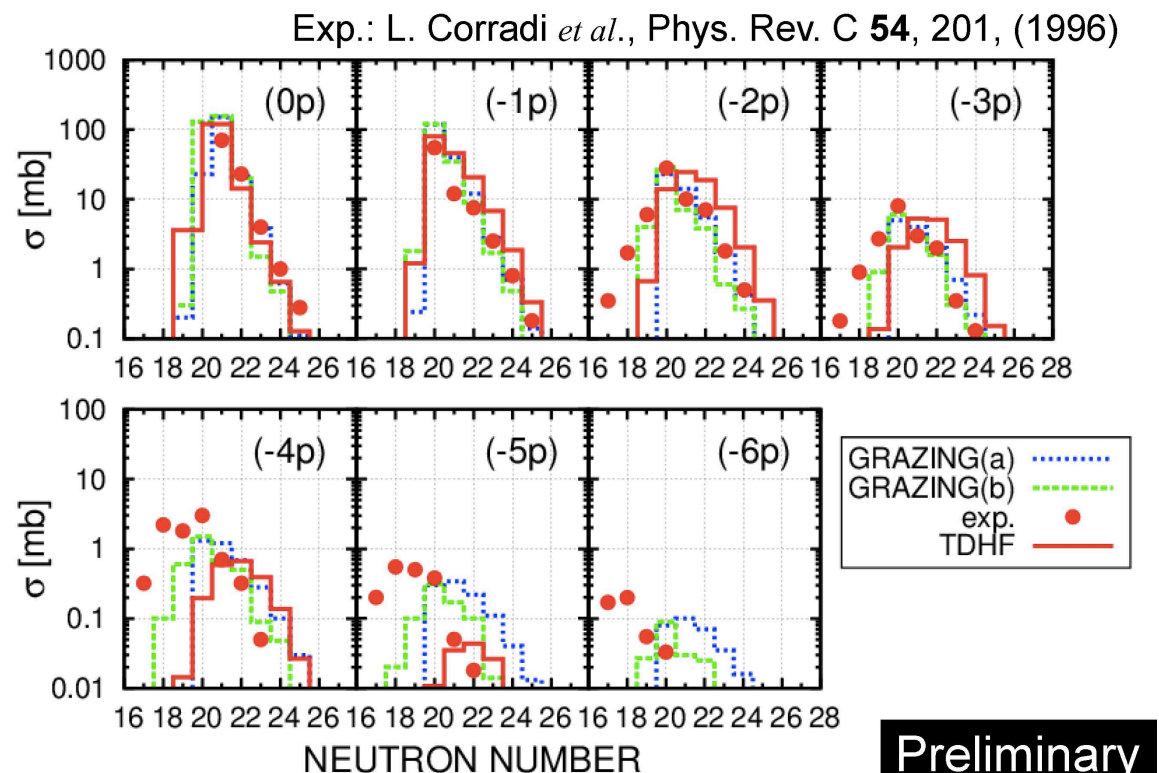 Exp.: L. Corradi et al., Phys. Rev. C 54, 201, (1996)
1000
100
10
1
0.1
σ [mb]
(0p)
(-1p)
(-2p)
(-3p)
16 18 20 22 24 26 16 18 20 22 24 26 16 18 20 22 24 26 16 18 20 22 24 26 28
100
10
1
0.1
0.01
σ [mb]
(-4p)
(-5p)
(-6p)
16 18 20 22 24 26 16 18 20 22 24 26 16 18 20 22 24 26 28
NEUTRON NUMBER
GRAZING(a)
GRAZING(b)
exp.
TDHF
Preliminary